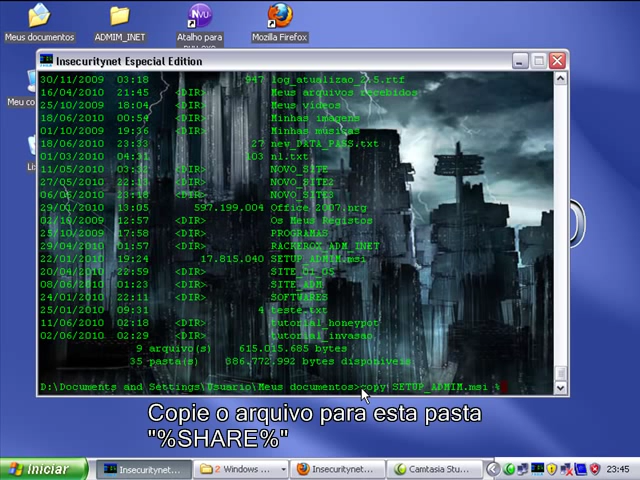 Meus documentos
ADMIM_INET
Atalho para
Mozilla Firefox
Insecuritynet Especial Edition
30/11/2009 03:18 947 log_atualizao_2.5.rtf
16/04/2010 21:45 <DIR> Meus arquivos recebidos
25/10/2009 18:04 <DIR> Meus vídeos
18/06/2010 00:54 <DIR> Minhas imagens
01/10/2009 19:36 <DIR> Minhas músicas
18/06/2010 23:33 27 new_DATA_PASS.txt
01/03/2010 04:31 103 nl.txt
11/05/2010 03:32 <DIR> NOVO_SITE
27/05/2010 22:13 <DIR> NOVO_SITE2
06/06/2010 23:18 <DIR> NOVO_SITE3
29/01/2010 13:05 597.199.004 Office 2007.nrg
02/10/2009 12:57 <DIR> Os Meus Registos
25/10/2009 17:58 <DIR> PROGRAMAS
29/04/2010 01:57 <DIR> RACKEROX_ADM_INET
22/01/2010 19:24 17.815.040 SETUP_ADMIM.msi
20/04/2010 22:59 <DIR> SITE_01_OS
08/06/2010 01:23 <DIR> SITE_ADM
24/01/2010 22:11 <DIR> SOFTWARES
25/01/2010 09:31 4 teste.txt
11/06/2010 02:18 <DIR> tutorial_honeypot
02/06/2010 02:29 <DIR> tutorial_invasao
9 arquivo(s) 615.015.685 bytes
35 pasta(s) 386.772.992 bytes disponíveis
D:\Documents and Settings\Usuario\Meus documentos>copy SETUP_ADMIM.msi %
Copie o arquivo para esta pasta
"%SHARE%"
Iniciar
Insecuritynet...
2 Windows ...
Insecuritynet...
Camtasia Stu...
23:45